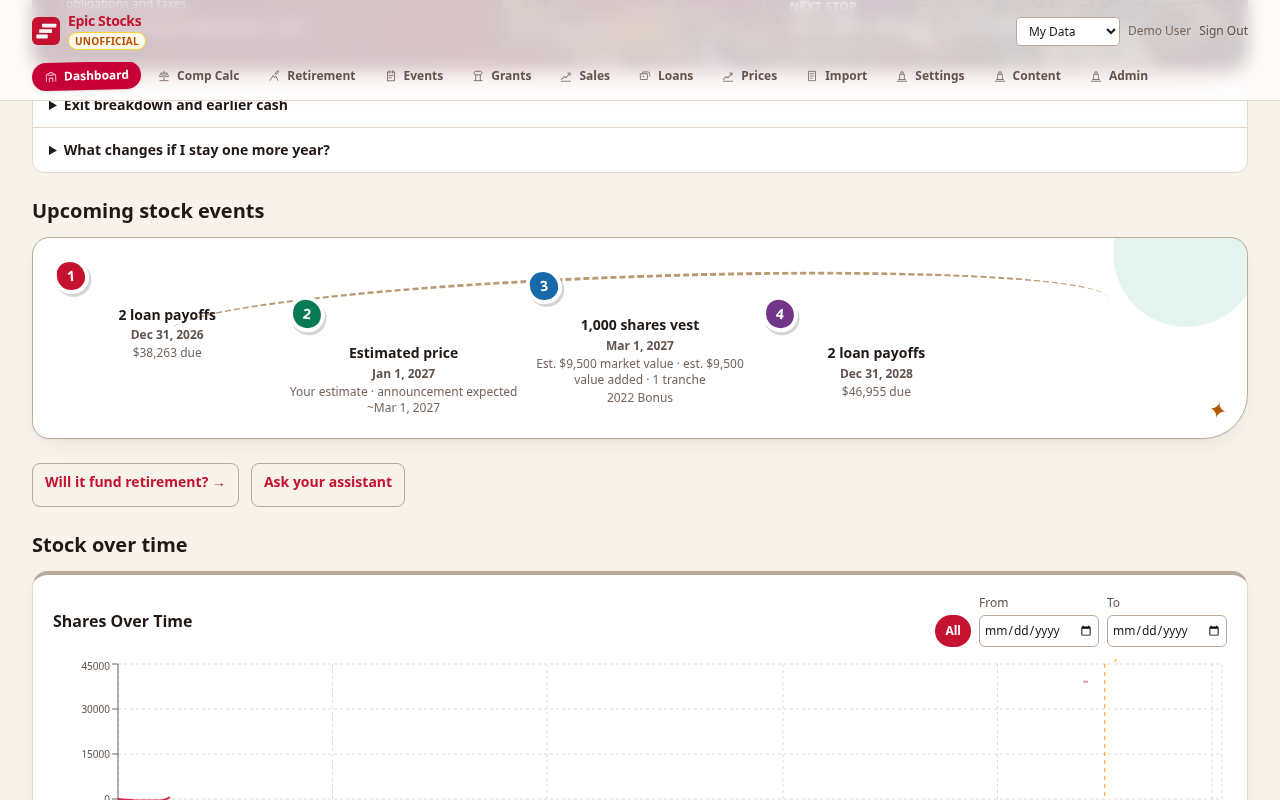 obligations and taxes.
NEXT STOP
Epic Stocks
UNOFFICIAL
My Data
Demo User
Sign Out
Dashboard
Comp Calc
Retirement
Events
Grants
Sales
Loans
Prices
Import
Settings
Content
Admin
Exit breakdown and earlier cash
What changes if I stay one more year?
Upcoming stock events
1
2 loan payoffs
Dec 31, 2026
$38,263 due
2
Estimated price
Jan 1, 2027
Your estimate · announcement expected
~Mar 1, 2027
3
1,000 shares vest
Mar 1, 2027
Est. $9,500 market value · est. $9,500
value added · 1 tranche
2022 Bonus
4
2 loan payoffs
Dec 31, 2028
$46,955 due
Will it fund retirement? →
Ask your assistant
Stock over time
Shares Over Time
All
From
mm/dd/yyyy
To
mm/dd/yyyy
45000
30000
15000
0